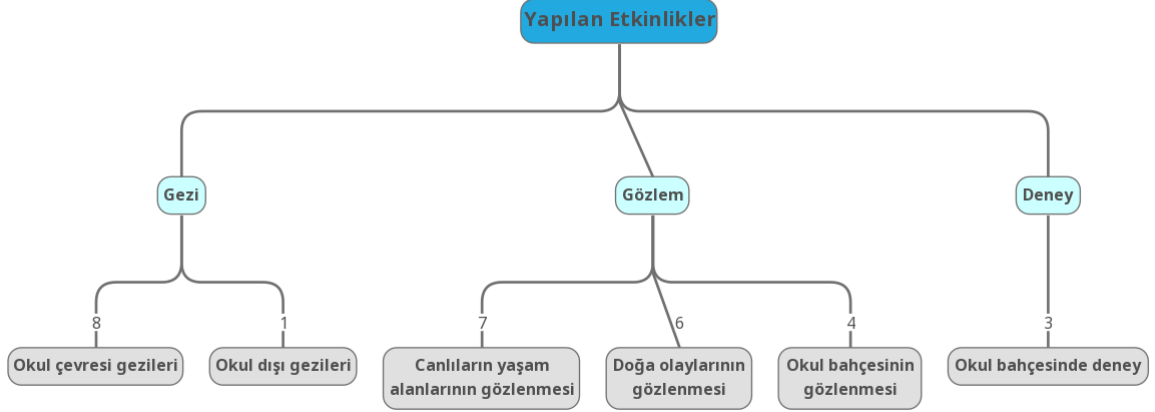 Yapılan Etkinlikler
Gezi
Gözlem
Deney
8
1
7
6
4
3
Okul çevresi gezileri
Okul dışı gezileri
Canlıların yaşam
alanlarının gözlenmesi
Doğa olaylarının
gözlenmesi
Okul bahçesinin
gözlenmesi
Okul bahçesinde deney